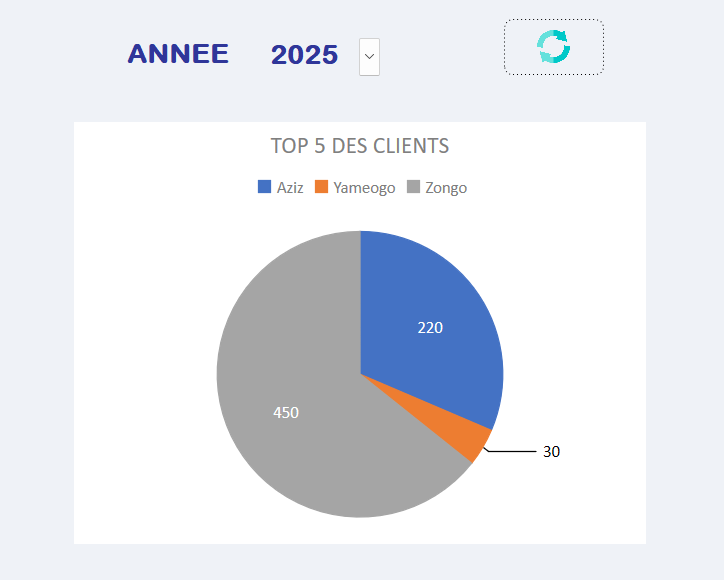 ANNEE 2025
TOP 5 DES CLIENTS
Aziz Yameogo Zongo
220
450
30